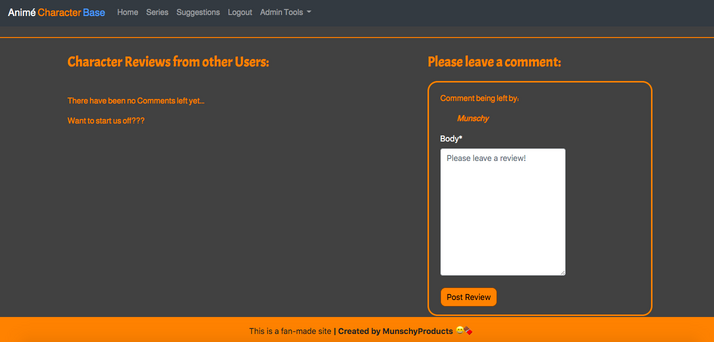 Animé Character Base Home Series Suggestions Logout Admin Tools
Character Reviews from other Users:
There have been no Comments left yet...
Want to start us off???
Please leave a comment:
Comment being left by:
Munschy
Body*
Please leave a review!
Post Review
This is a fan-made site | Created by MunschyProducts 😄🍫